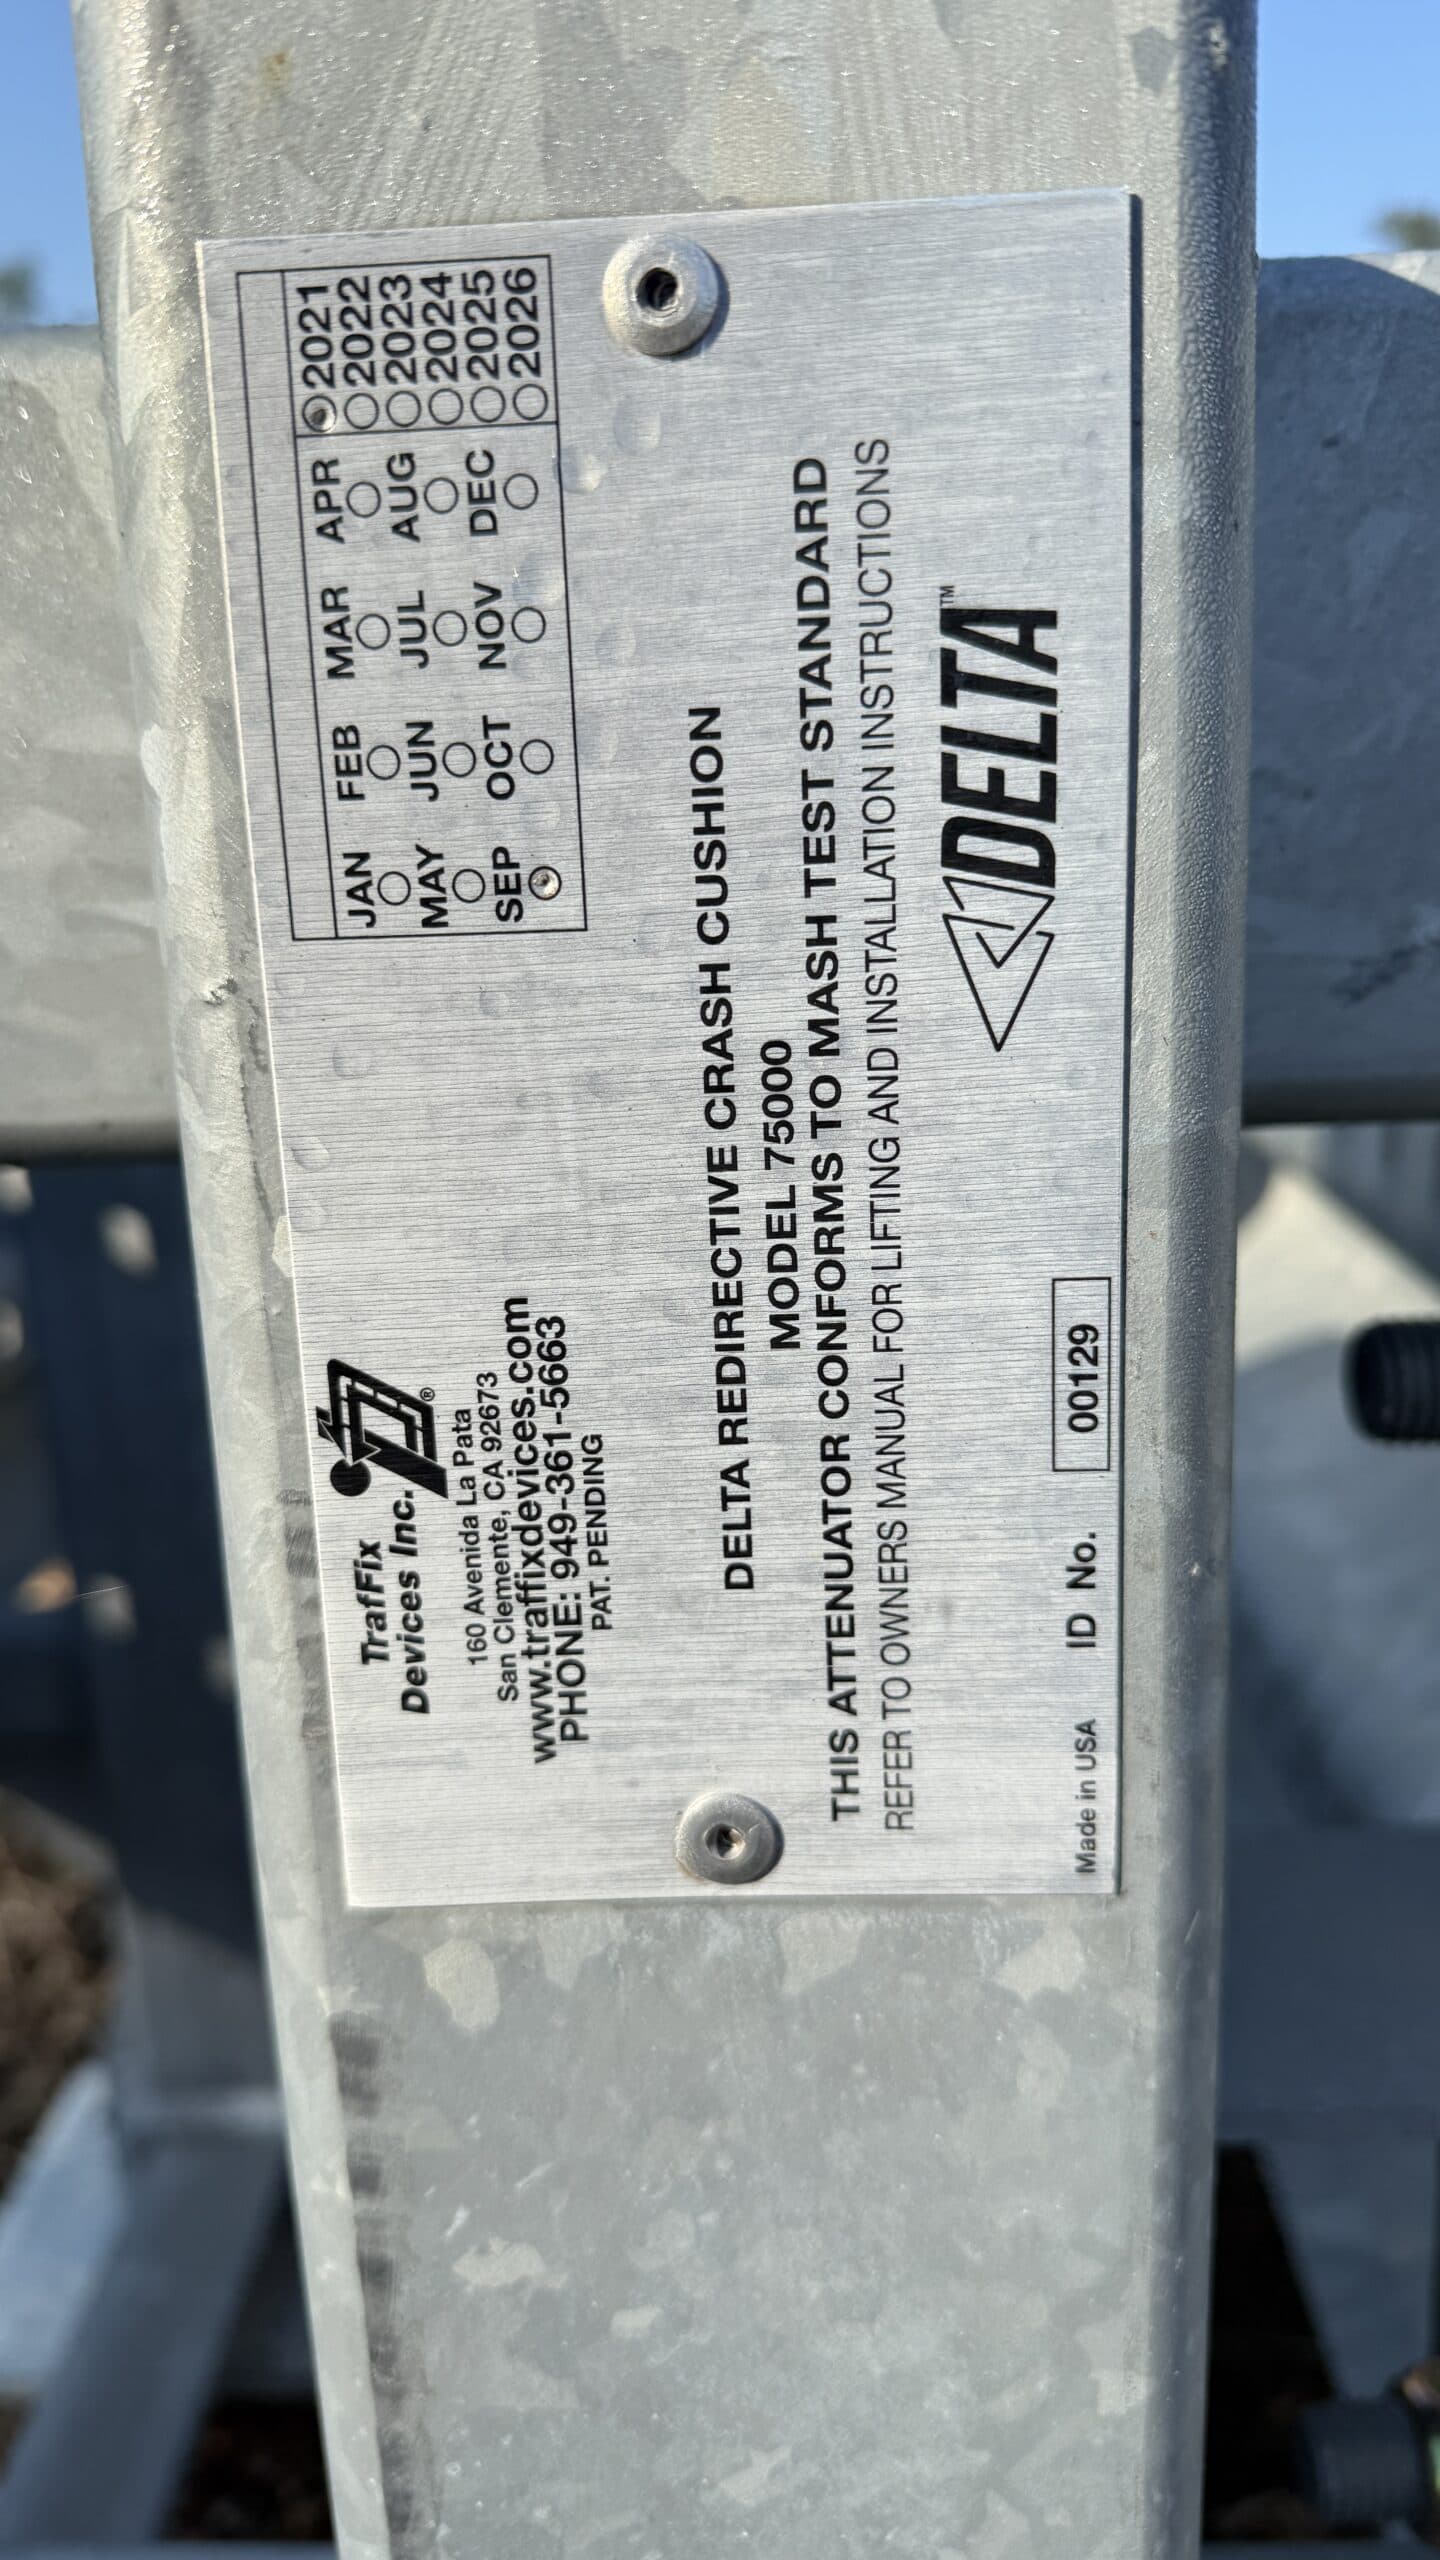 TrafFix
Devices Inc.
®
160 Avenida La Pata
San Clemente, CA 92673
www.traffixdevices.com
PHONE: 949-361-5663
PAT. PENDING
JAN FEB MAR APR 2021
2022
MAY JUN JUL AUG 2023
2024
SEP OCT NOV DEC 2025
2026
DELTA REDIRECTIVE CRASH CUSHION
MODEL 75000
THIS ATTENUATOR CONFORMS TO MASH TEST STANDARD
REFER TO OWNERS MANUAL FOR LIFTING AND INSTALLATION INSTRUCTIONS
DELTA™
Made in USA ID No. 00129